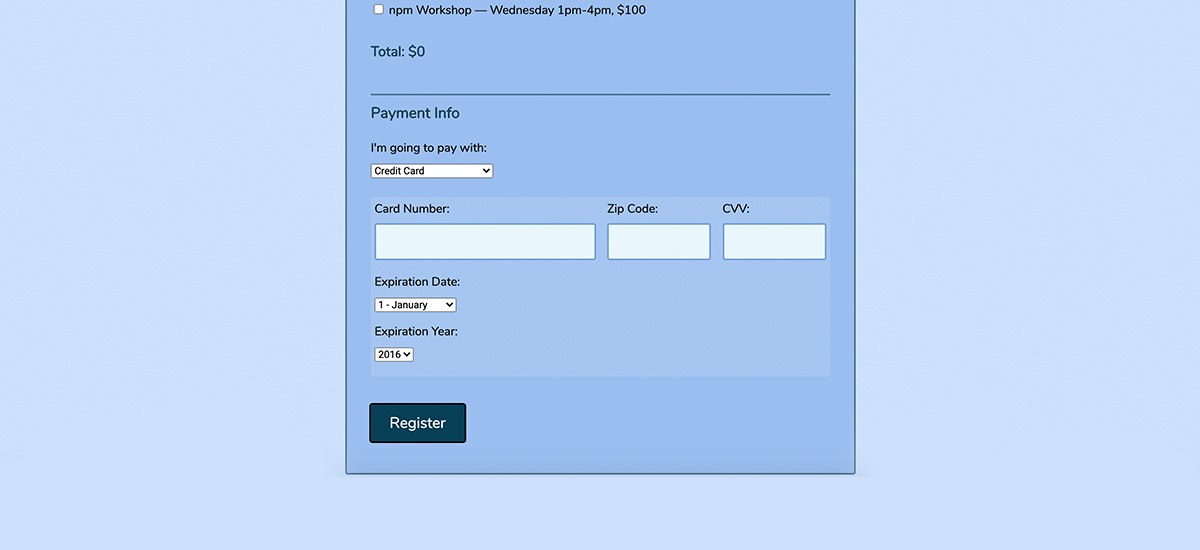 npm Workshop — Wednesday 1pm-4pm, $100
Total: $0
Payment Info
I'm going to pay with:
Credit Card
Card Number: Zip Code: CVV:
Expiration Date:
1 - January
Expiration Year:
2016
Register